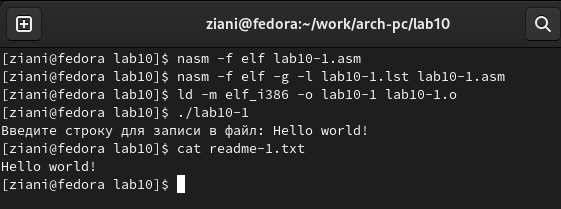 ziani@fedora:~/work/arch-pc/lab10
[ziani@fedora lab10]$ nasm -f elf lab10-1.asm
[ziani@fedora lab10]$ nasm -f elf -g -l lab10-1.lst lab10-1.asm
[ziani@fedora lab10]$ ld -m elf_i386 -o lab10-1 lab10-1.o
[ziani@fedora lab10]$ ./lab10-1
Введите строку для записи в файл: Hello world!
[ziani@fedora lab10]$ cat readme-1.txt
Hello world!
[ziani@fedora lab10]$